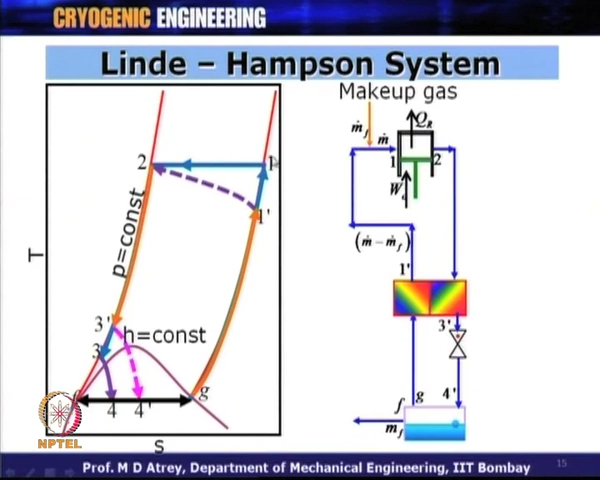 CRYOGENIC ENGINEERING
Linde – Hampson System
Makeup gas
ṁf
ṁ
QR
1
2
Wc
(ṁ – ṁf)
1'
3'
g
4'
f
ṁf
2
1
1'
p=const
T
3'
h=const
3
g
4
4'
s
NPTEL
Prof. M D Atrey, Department of Mechanical Engineering, IIT Bombay
15